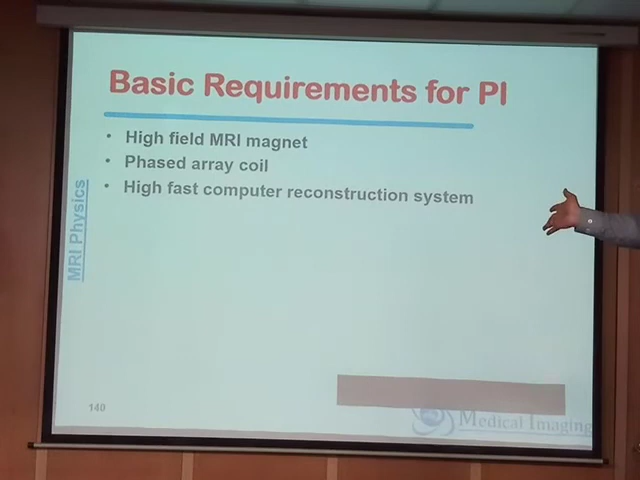 Basic Requirements for PI
• High field MRI magnet
• Phased array coil
• High fast computer reconstruction system
MRI Physics
140
Medical Imaging